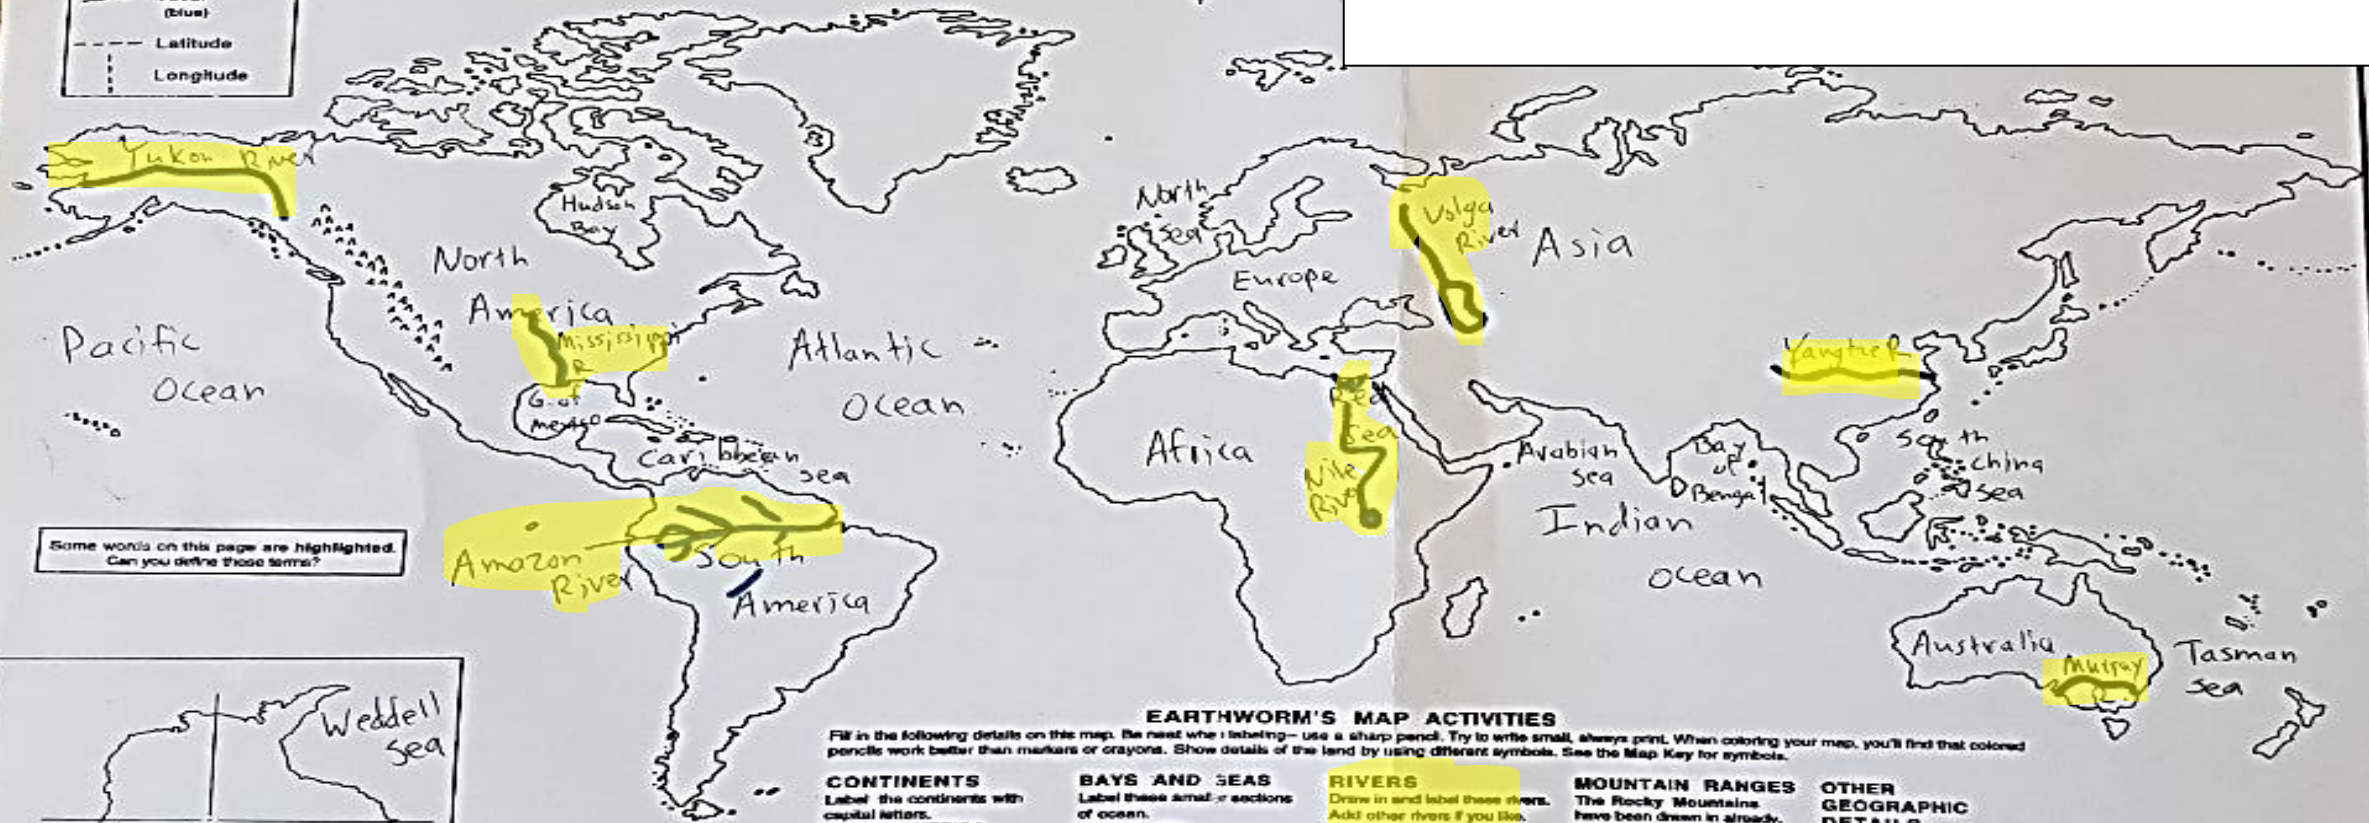 (blue)
Latitude
Longitude
Yukon River
Hudson
Bay
North
America
Mississippi
R
Pacific
Ocean
Atlantic
Ocean
G. of
mexico
Caribbean
sea
North
Sea
Europe
Volga
River
Asia
Yangtze R
Red
Sea
Nile
River
Africa
Arabian
sea
Bay
of
Bengal
South
china
sea
Indian
ocean
Amazon
River
South
America
Australia
Murray
Tasman
sea
Some words on this page are highlighted.
Can you define those terms?
Weddell
sea
EARTHWORM'S MAP ACTIVITIES
Fill in the following details on this map. Be neat when labeling– use a sharp pencil. Try to write small, always print. When coloring your map, you'll find that colored
pencils work better than markers or crayons. Show details of the land by using different symbols. See the Map Key for symbols.
CONTINENTS
Label the continents with
capital letters.
BAYS AND SEAS
Label these smaller sections
of ocean.
RIVERS
Draw in and label these rivers.
Add other rivers if you like.
MOUNTAIN RANGES
The Rocky Mountains
have been drawn in already.
OTHER
GEOGRAPHIC